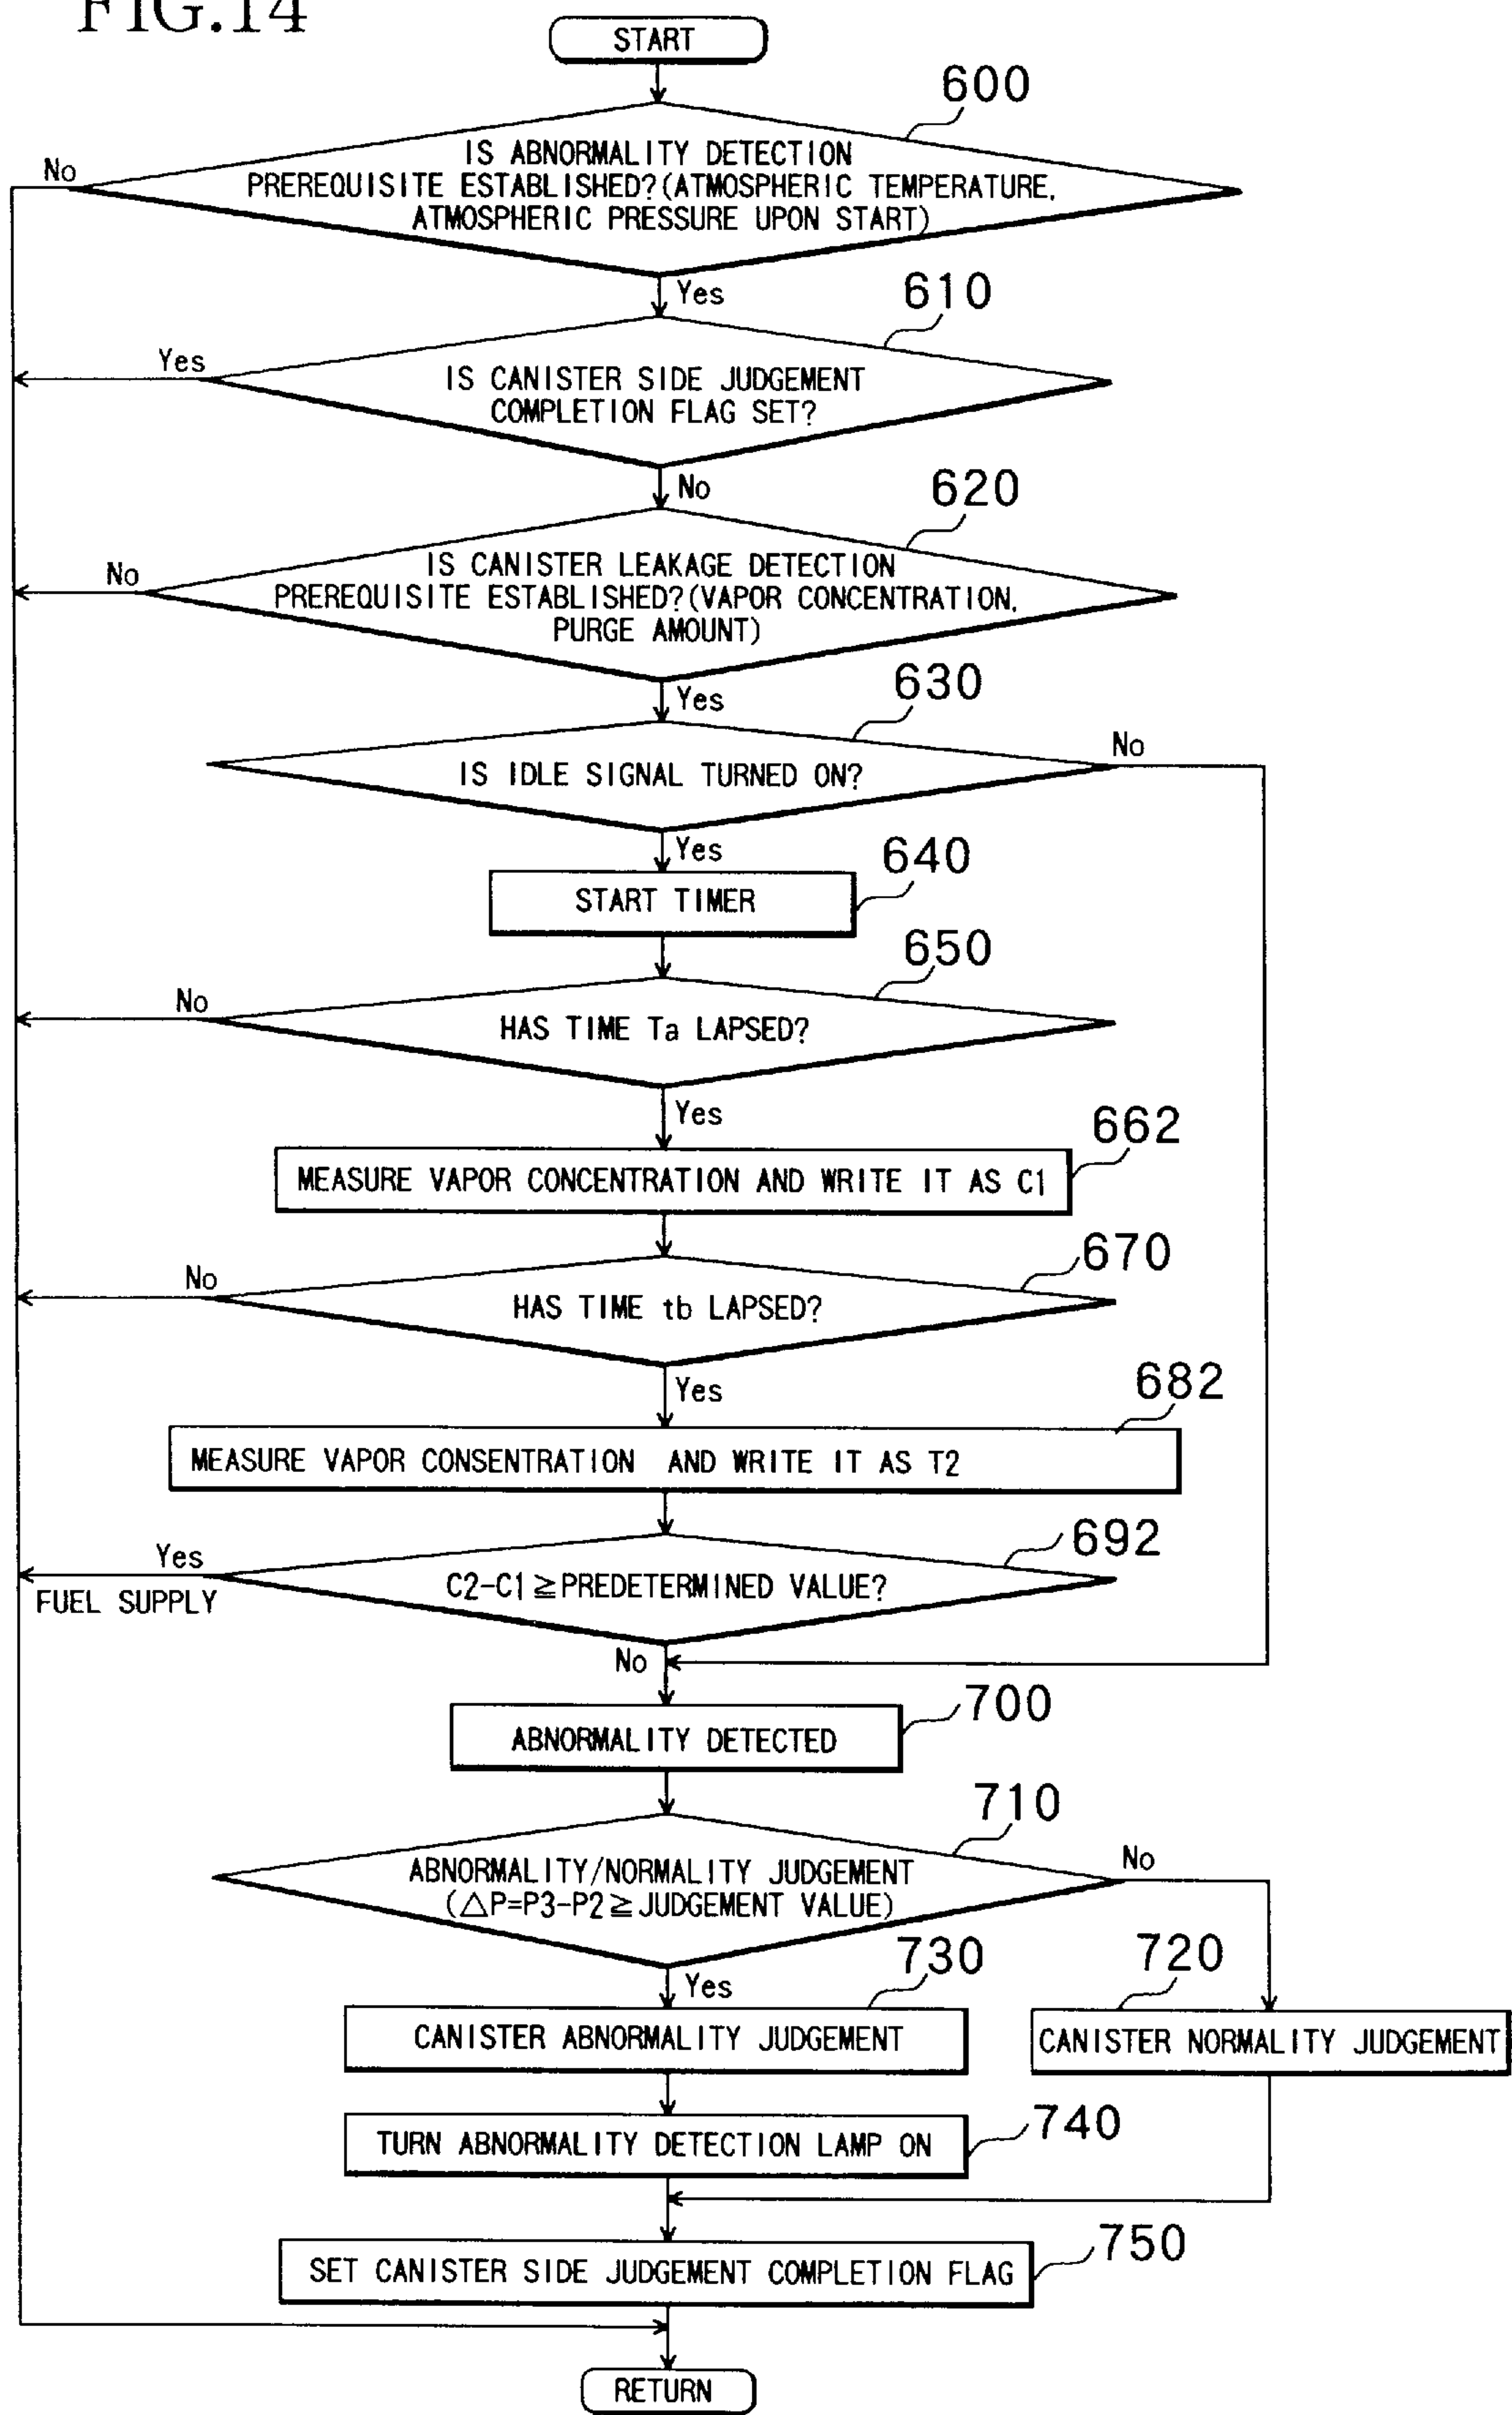 FIG.14
START
600
IS ABNORMALITY DETECTION
PREREQUISITE ESTABLISHED?(ATMOSPHERIC TEMPERATURE,
ATMOSPHERIC PRESSURE UPON START)
No
Yes
610
IS CANISTER SIDE JUDGEMENT
COMPLETION FLAG SET?
Yes
No
620
IS CANISTER LEAKAGE DETECTION
PREREQUISITE ESTABLISHED?(VAPOR CONCENTRATION,
PURGE AMOUNT)
No
Yes
630
IS IDLE SIGNAL TURNED ON?
No
Yes
640
START TIMER
650
HAS TIME Ta LAPSED?
No
Yes
662
MEASURE VAPOR CONCENTRATION AND WRITE IT AS C1
670
HAS TIME tb LAPSED?
No
Yes
682
MEASURE VAPOR CONSENTRATION AND WRITE IT AS T2
692
C2-C1≧PREDETERMINED VALUE?
Yes
FUEL SUPPLY
No
700
ABNORMALITY DETECTED
710
ABNORMALITY/NORMALITY JUDGEMENT
(△P=P3-P2≧JUDGEMENT VALUE)
No
Yes
730
CANISTER ABNORMALITY JUDGEMENT
720
CANISTER NORMALITY JUDGEMENT
740
TURN ABNORMALITY DETECTION LAMP ON
750
SET CANISTER SIDE JUDGEMENT COMPLETION FLAG
RETURN